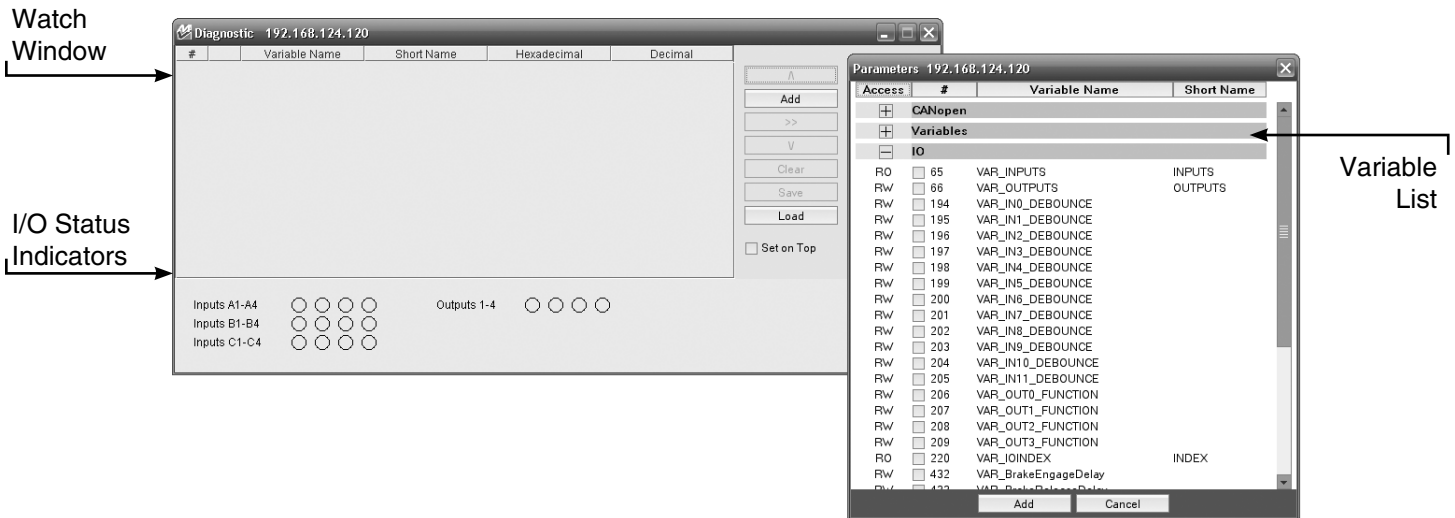 Watch
Window
I/O Status
Indicators
Diagnostic 192.168.124.120
# Variable Name Short Name Hexadecimal Decimal
/\
Add
>>
V
Clear
Save
Load
Set on Top
Inputs A1-A4 Outputs 1-4
Inputs B1-B4
Inputs C1-C4
Parameters 192.168.124.120
Access # Variable Name Short Name
CANopen
Variables
IO
RO 65 VAR_INPUTS INPUTS
RW 66 VAR_OUTPUTS OUTPUTS
RW 194 VAR_IN0_DEBOUNCE
RW 195 VAR_IN1_DEBOUNCE
RW 196 VAR_IN2_DEBOUNCE
RW 197 VAR_IN3_DEBOUNCE
RW 198 VAR_IN4_DEBOUNCE
RW 199 VAR_IN5_DEBOUNCE
RW 200 VAR_IN6_DEBOUNCE
RW 201 VAR_IN7_DEBOUNCE
RW 202 VAR_IN8_DEBOUNCE
RW 203 VAR_IN9_DEBOUNCE
RW 204 VAR_IN10_DEBOUNCE
RW 205 VAR_IN11_DEBOUNCE
RW 206 VAR_OUT0_FUNCTION
RW 207 VAR_OUT1_FUNCTION
RW 208 VAR_OUT2_FUNCTION
RW 209 VAR_OUT3_FUNCTION
RO 220 VAR_IOINDEX INDEX
RW 432 VAR_BrakeEngageDelay
RW 433 VAR_BrakeReleaseDelay
Add Cancel
Variable
List